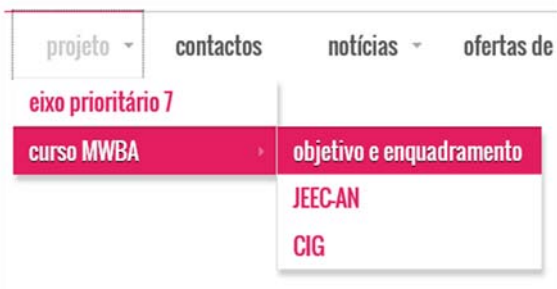 projeto contactos notícias ofertas de
eixo prioritário 7
curso MWBA objetivo e enquadramento
JEEC-AN
CIG